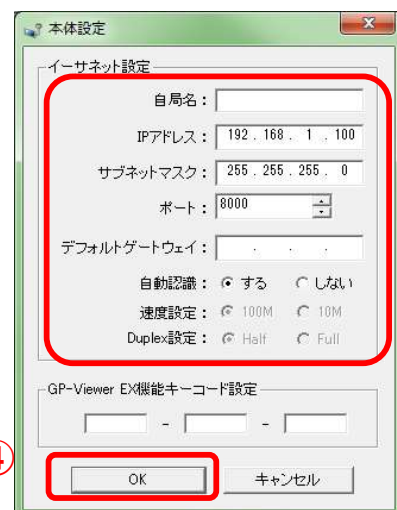 本体設定
イーサネット設定
自局名：
IPアドレス： 192 . 168 . 1 . 100
サブネットマスク： 255 . 255 . 255 . 0
ポート： 8000
デフォルトゲートウェイ： . . .
自動認識： する しない
速度設定： 100M 10M
Duplex設定： Half Full
GP-Viewer EX機能キーコード設定
- -
④
OK キャンセル